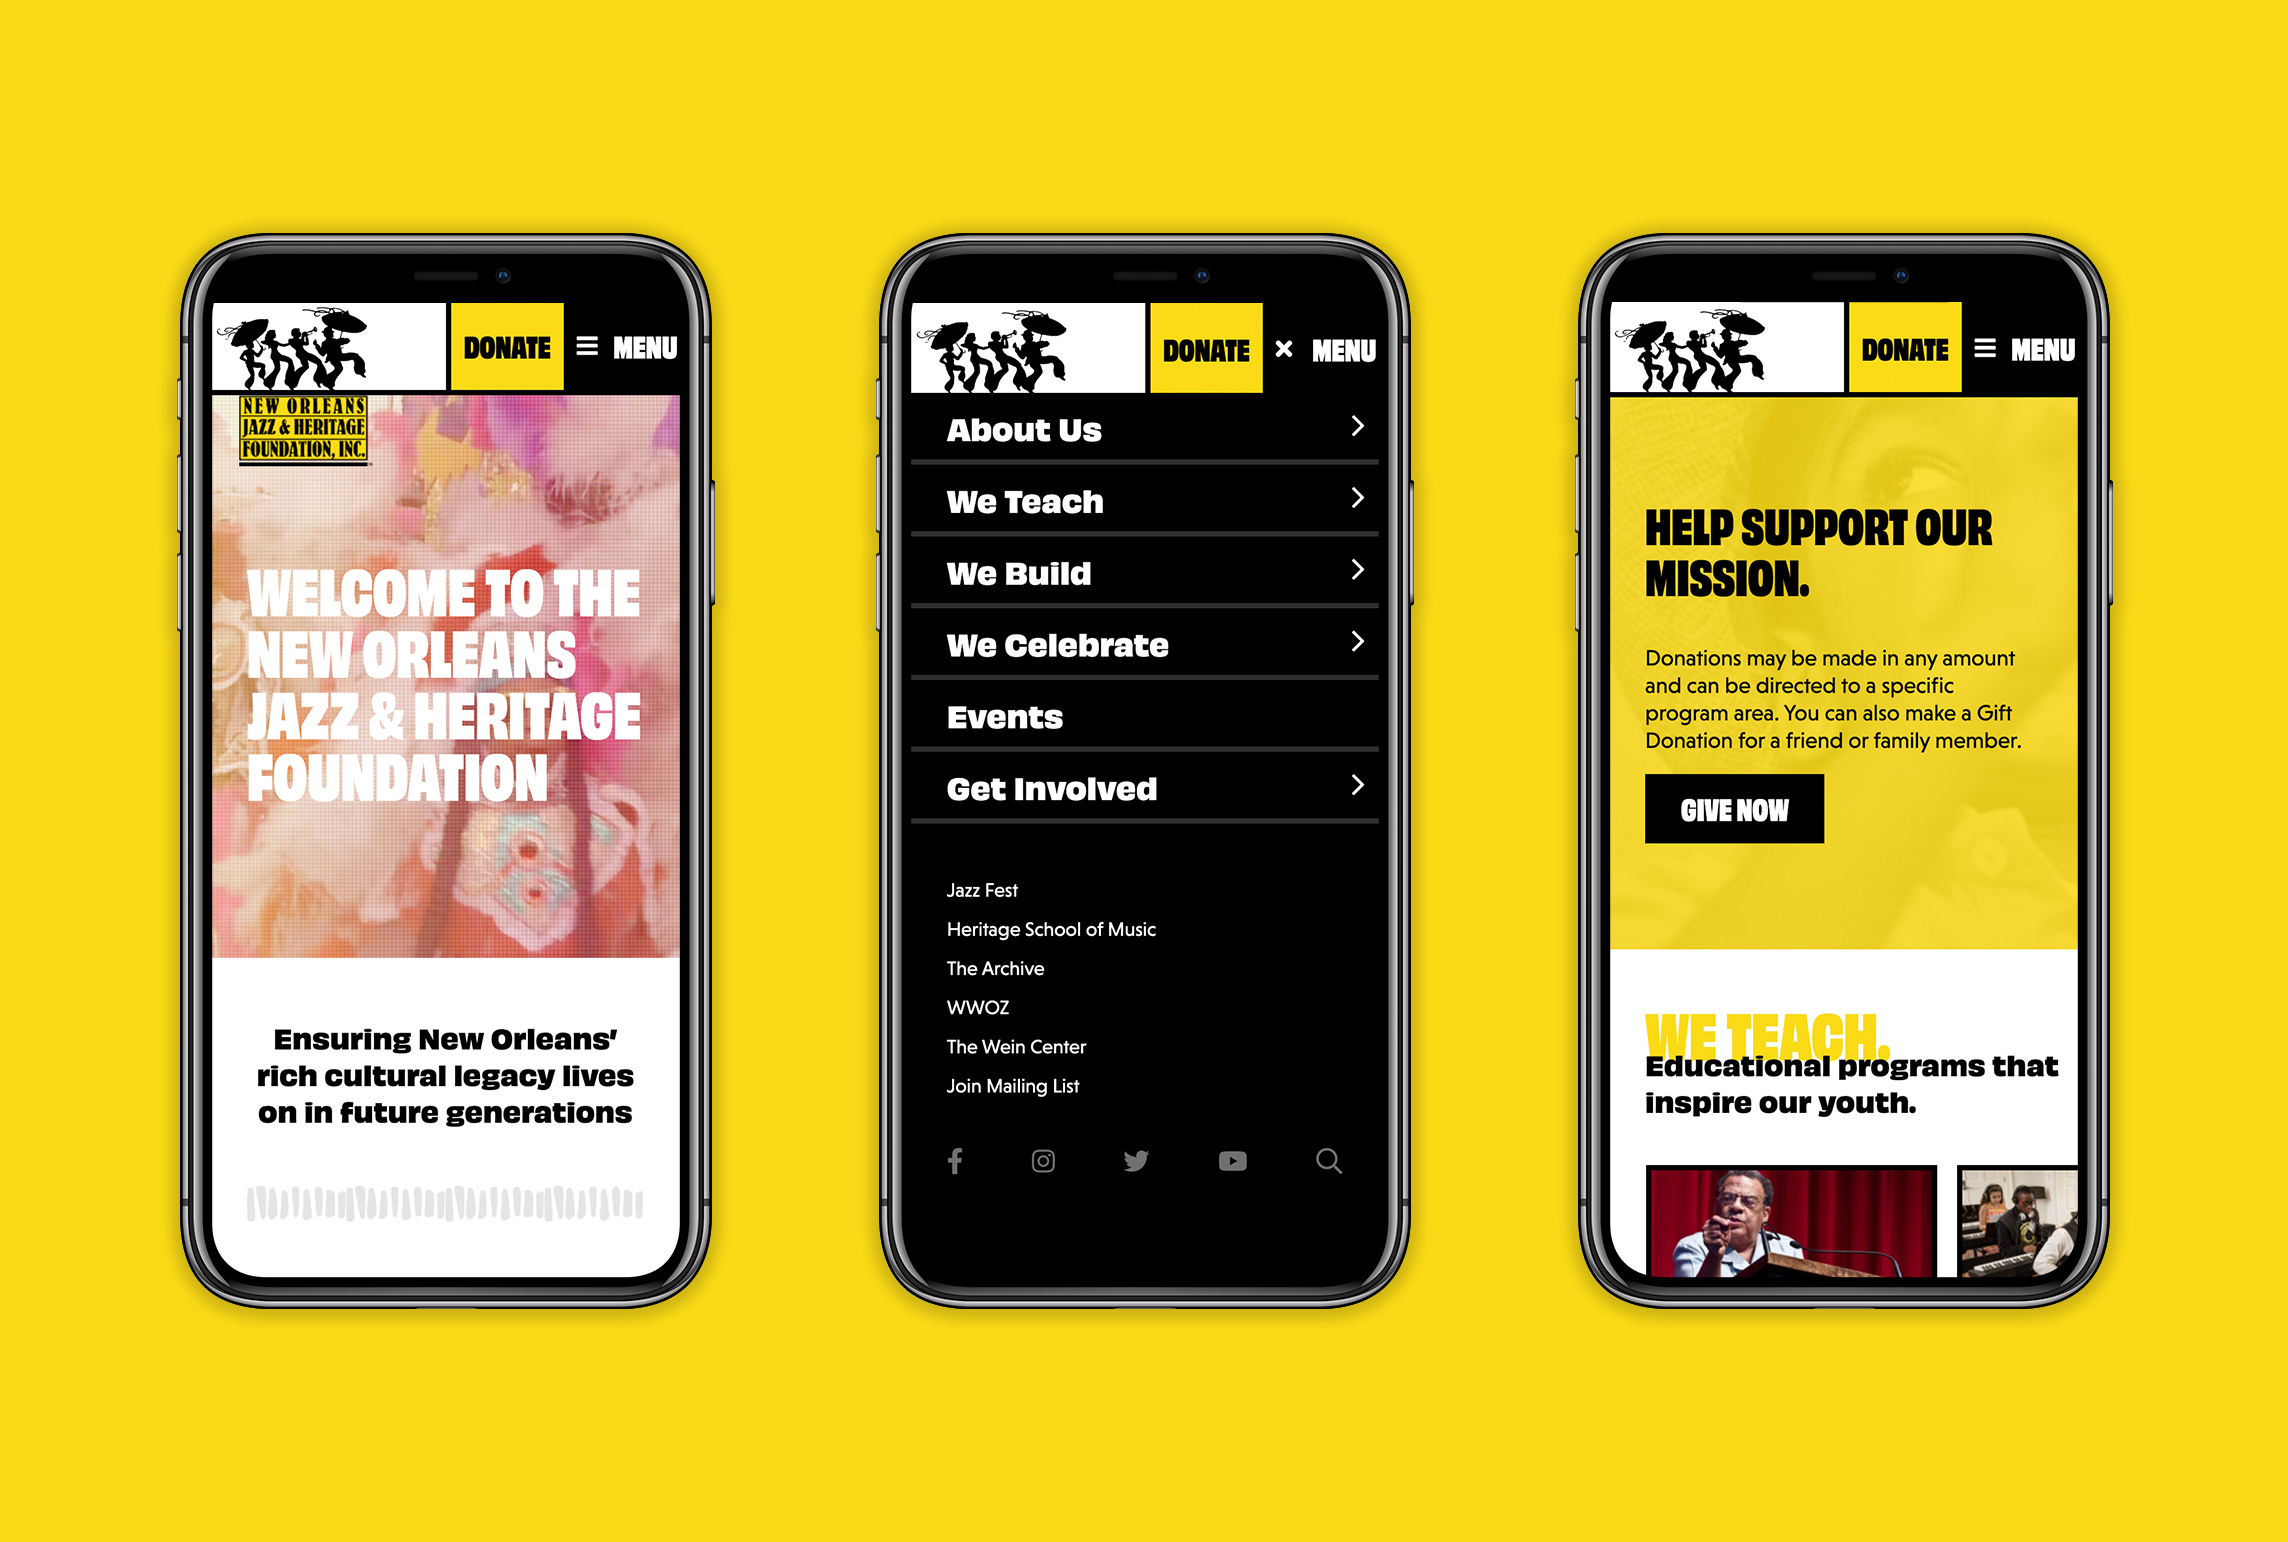 DONATE
MENU
NEW ORLEANS
JAZZ & HERITAGE
FOUNDATION, INC.
WELCOME TO THE
NEW ORLEANS
JAZZ & HERITAGE
FOUNDATION
Ensuring New Orleans’
rich cultural legacy lives
on in future generations
DONATE
MENU
About Us
We Teach
We Build
We Celebrate
Events
Get Involved
Jazz Fest
Heritage School of Music
The Archive
WWOZ
The Wein Center
Join Mailing List
DONATE
MENU
HELP SUPPORT OUR
MISSION.
Donations may be made in any amount
and can be directed to a specific
program area. You can also make a Gift
Donation for a friend or family member.
GIVE NOW
WE TEACH.
Educational programs that
inspire our youth.